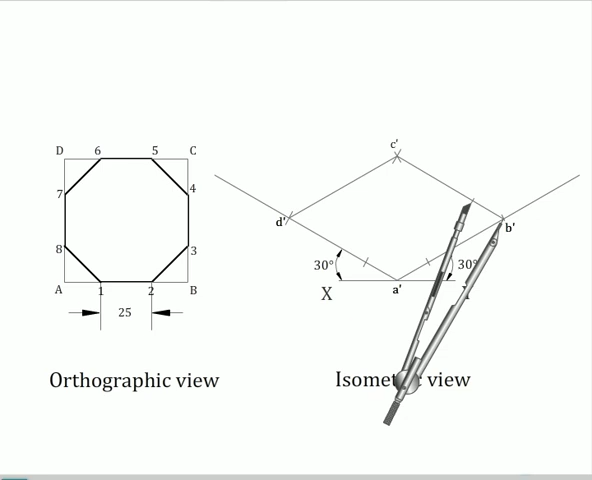 D 6 5 C
7 4
8 3
A 1 2 B
25
Orthographic view
c'
d' b'
30° 30°
X a'
Isomet view